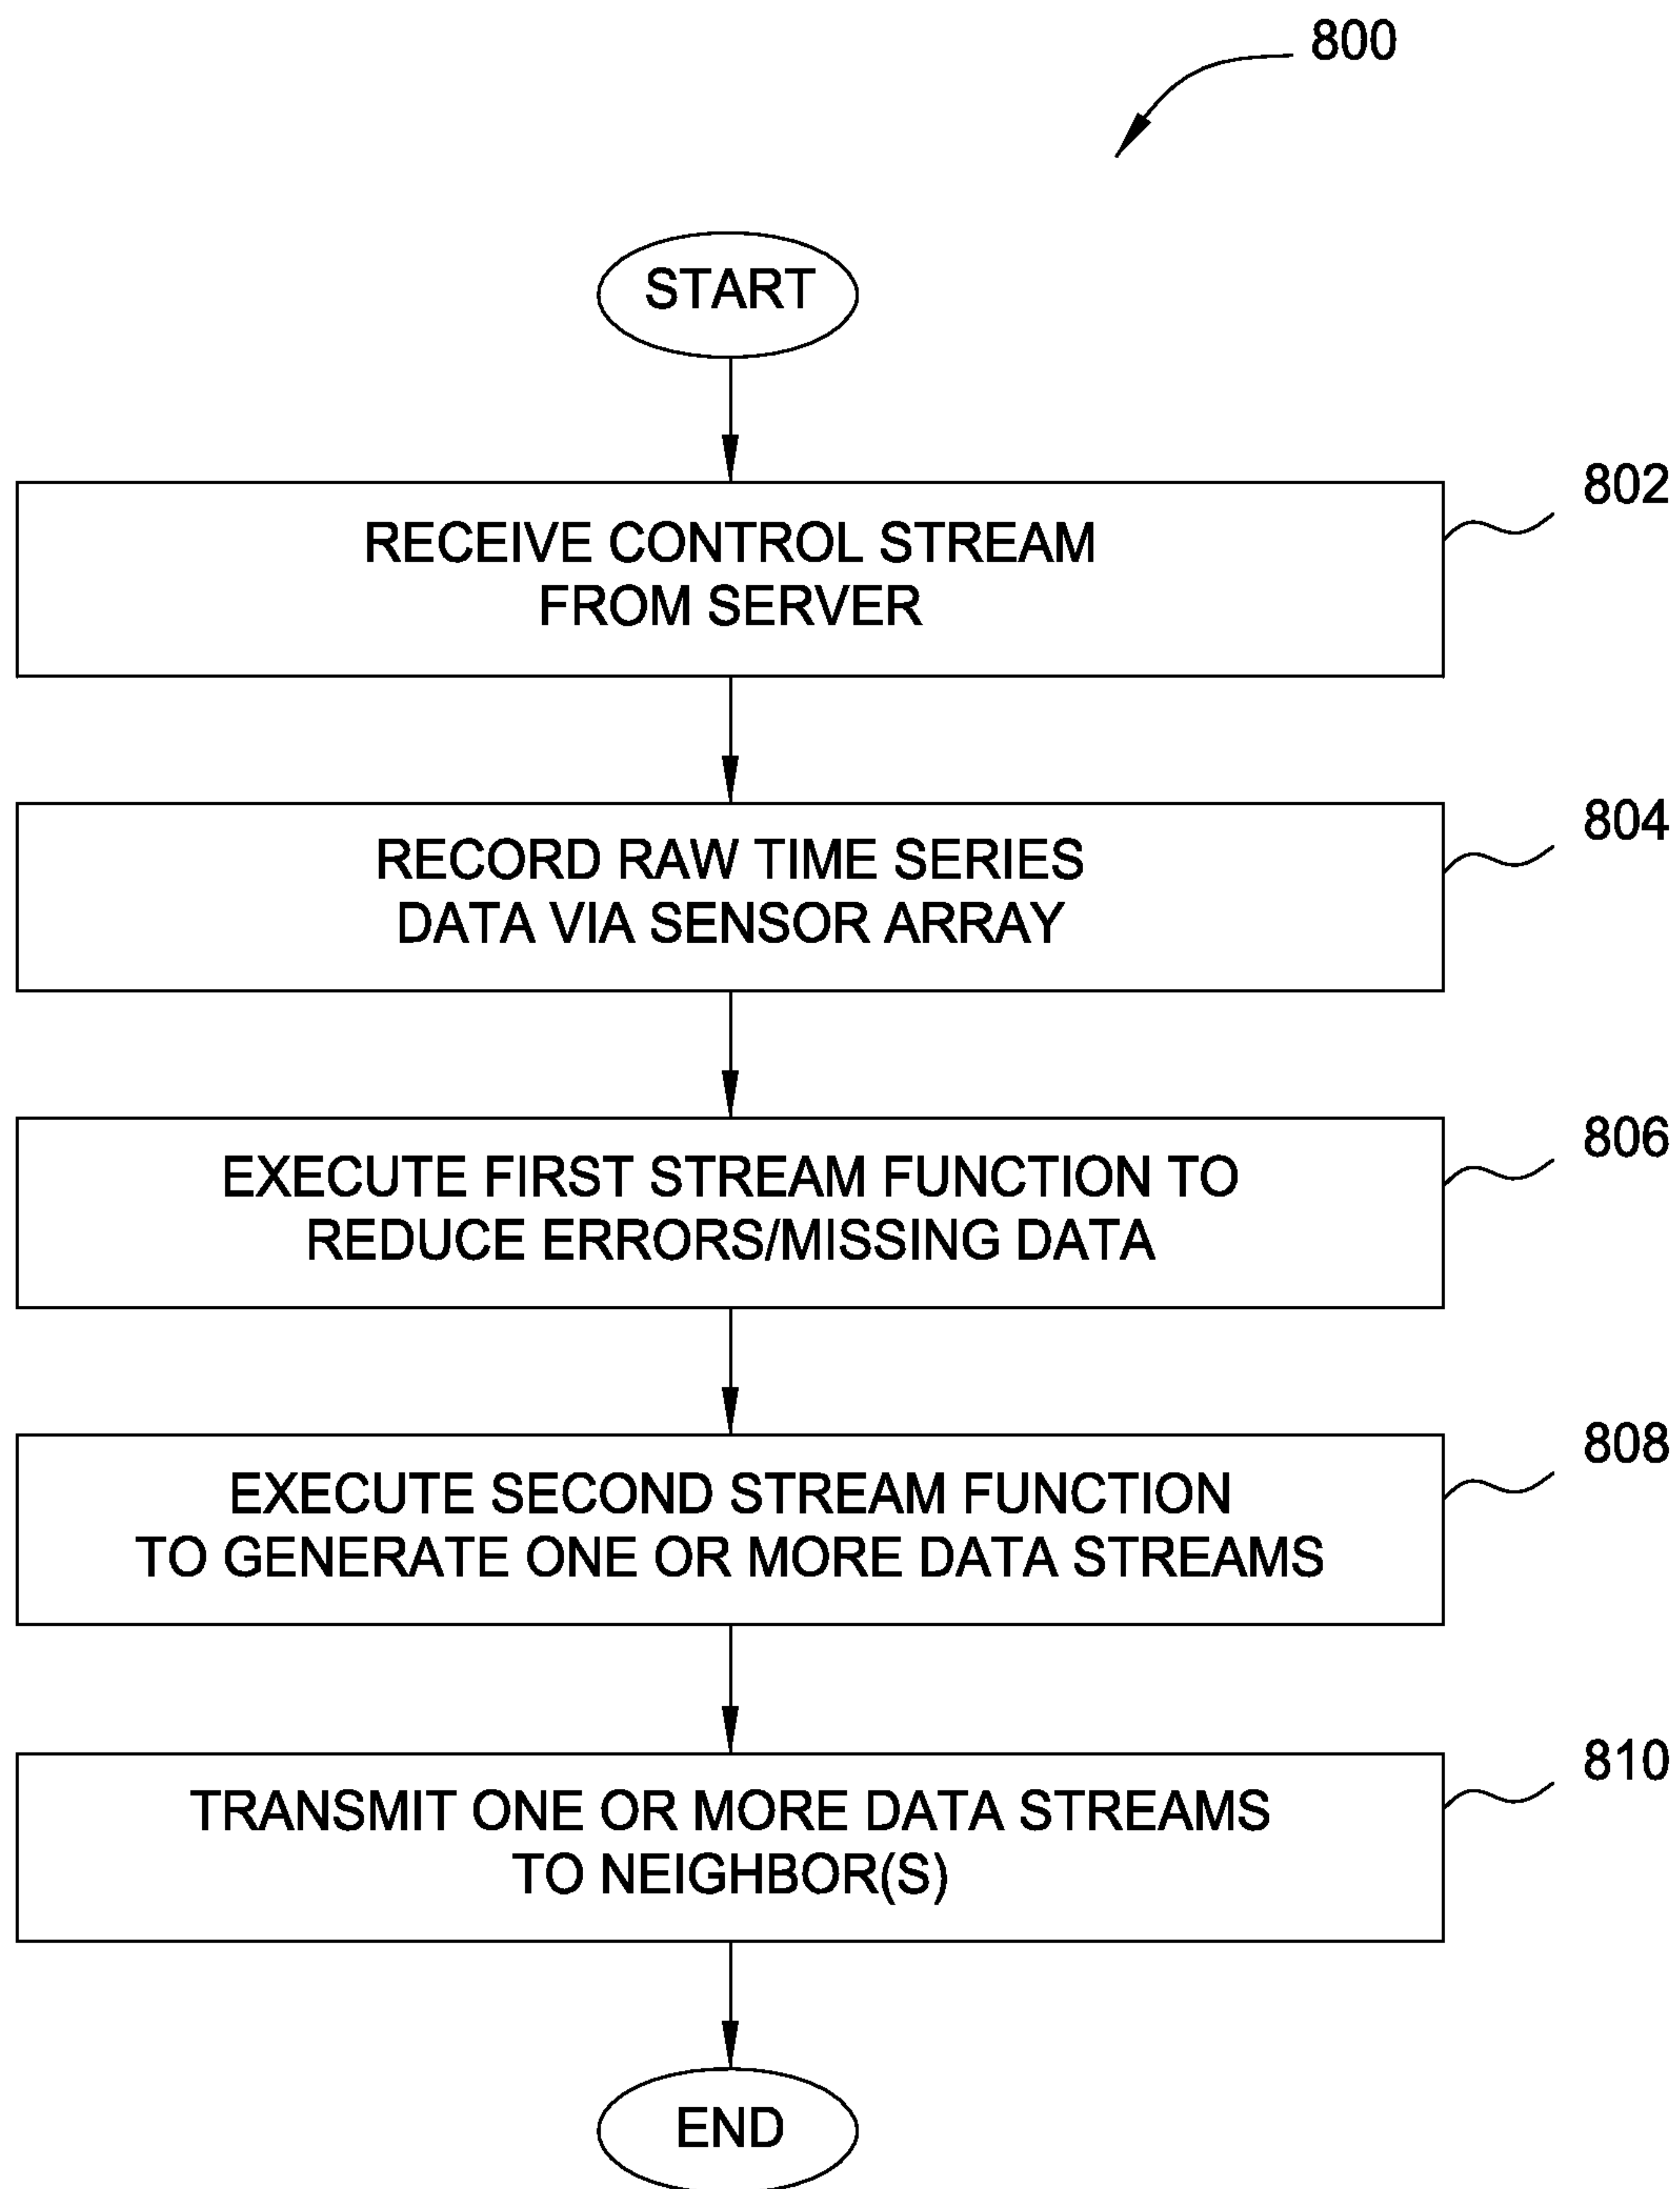 800
START
802
RECEIVE CONTROL STREAM
FROM SERVER
804
RECORD RAW TIME SERIES
DATA VIA SENSOR ARRAY
806
EXECUTE FIRST STREAM FUNCTION TO
REDUCE ERRORS/MISSING DATA
808
EXECUTE SECOND STREAM FUNCTION
TO GENERATE ONE OR MORE DATA STREAMS
810
TRANSMIT ONE OR MORE DATA STREAMS
TO NEIGHBOR(S)
END